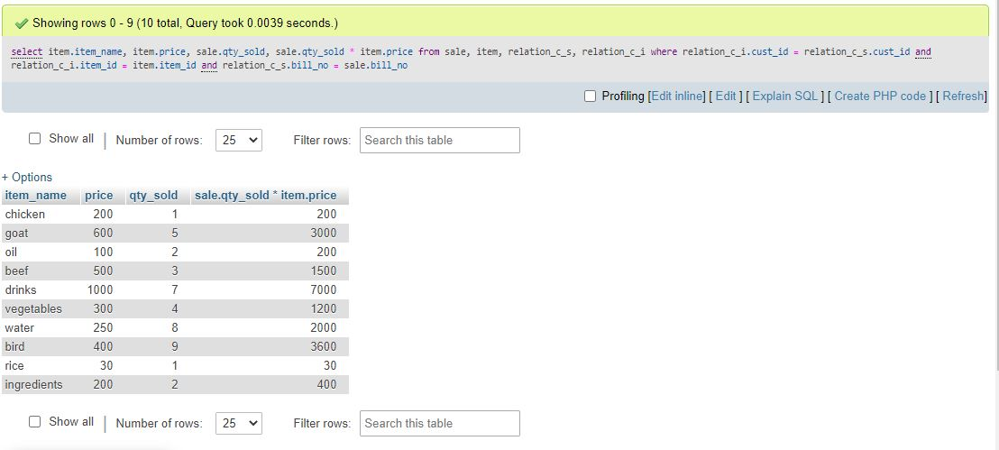 Showing rows 0 - 9 (10 total, Query took 0.0039 seconds.)
select item.item_name, item.price, sale.qty_sold, sale.qty_sold * item.price from sale, item, relation_c_s, relation_c_i where relation_c_i.cust_id = relation_c_s.cust_id and
relation_c_i.item_id = item.item_id and relation_c_s.bill_no = sale.bill_no
Profiling [Edit inline] [ Edit ] [ Explain SQL ] [ Create PHP code ] [ Refresh]
Show all | Number of rows: 25 Filter rows: Search this table
+ Options
item_name price qty_sold sale.qty_sold * item.price
chicken 200 1 200
goat 600 5 3000
oil 100 2 200
beef 500 3 1500
drinks 1000 7 7000
vegetables 300 4 1200
water 250 8 2000
bird 400 9 3600
rice 30 1 30
ingredients 200 2 400
Show all | Number of rows: 25 Filter rows: Search this table